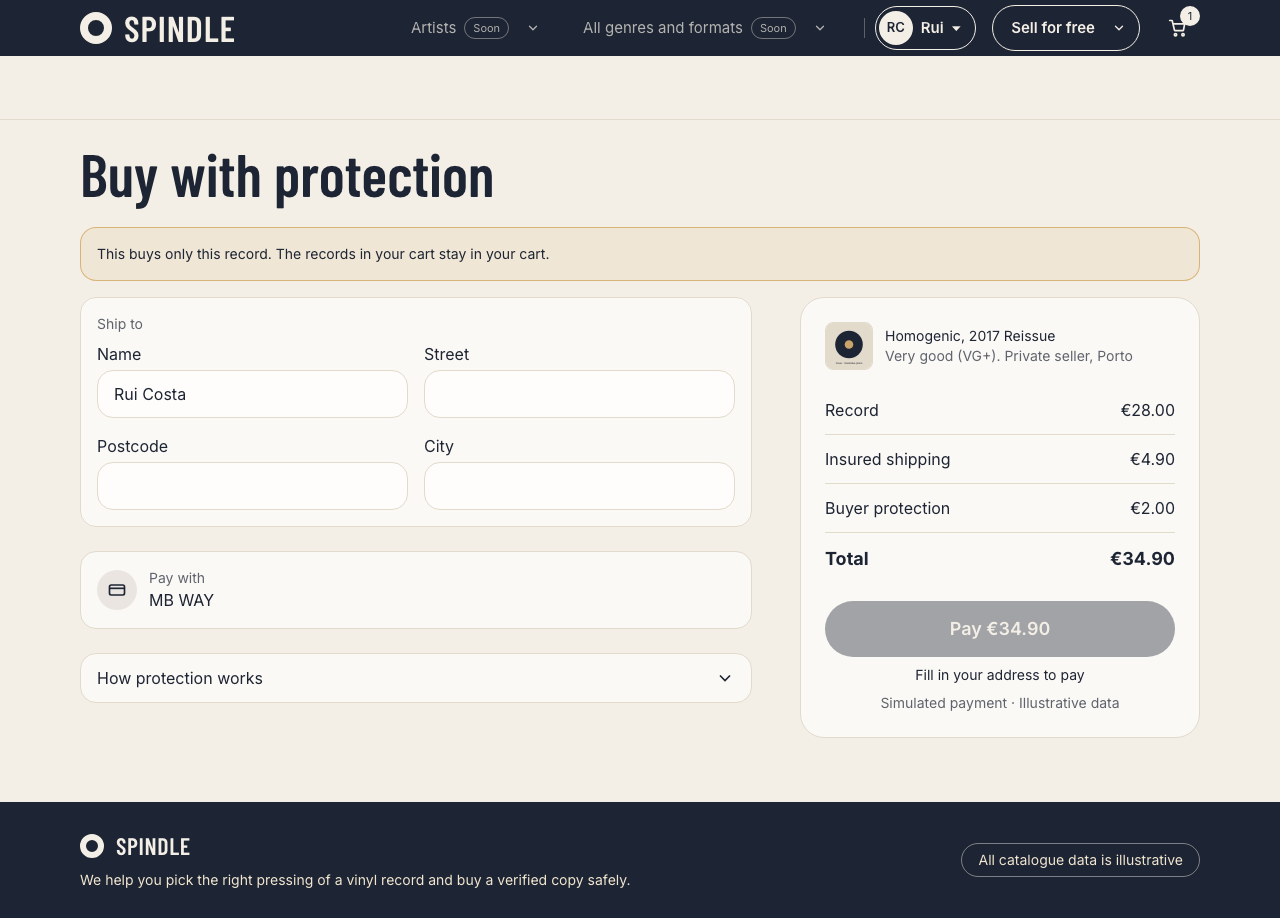 SPINDLE
Artists Soon
All genres and formats Soon
RC Rui
Sell for free
1
Buy with protection
This buys only this record. The records in your cart stay in your cart.
Ship to
Name
Rui Costa
Street
Postcode
City
Pay with
MB WAY
How protection works
Homogenic, 2017 Reissue
Very good (VG+). Private seller, Porto
Record €28.00
Insured shipping €4.90
Buyer protection €2.00
Total €34.90
Pay €34.90
Fill in your address to pay
Simulated payment · Illustrative data
SPINDLE
We help you pick the right pressing of a vinyl record and buy a verified copy safely.
All catalogue data is illustrative